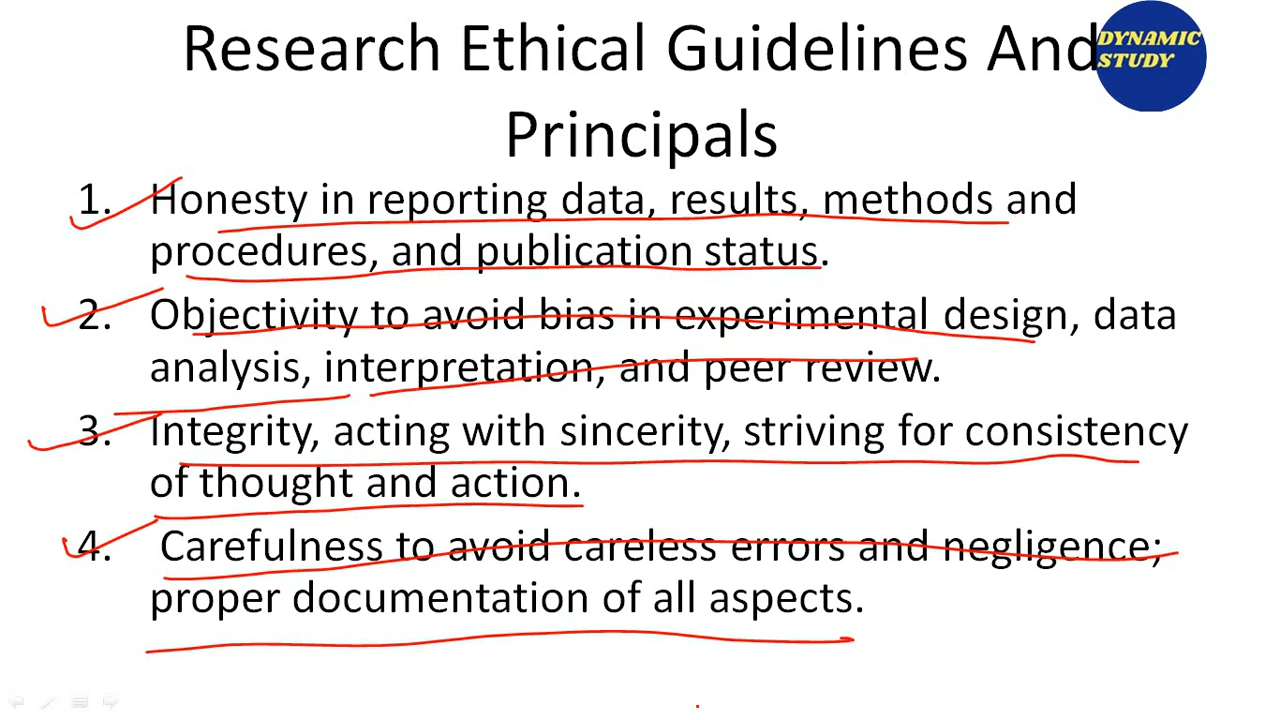 Research Ethical Guidelines And
Principals
DYNAMIC
STUDY
1. Honesty in reporting data, results, methods and
procedures, and publication status.
2. Objectivity to avoid bias in experimental design, data
analysis, interpretation, and peer review.
3. Integrity, acting with sincerity, striving for consistency
of thought and action.
4. Carefulness to avoid careless errors and negligence;
proper documentation of all aspects.